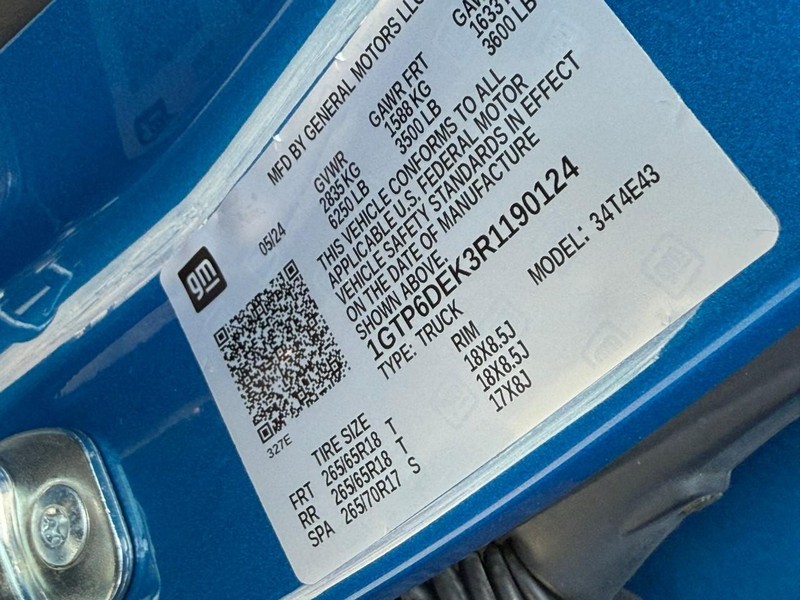 MFD BY GENERAL MOTORS LLC
gm
05/24
GVWR GAWR FRT
2835 KG 1588 KG 1633
6250 LB 3500 LB 3600 LB
THIS VEHICLE CONFORMS TO ALL
APPLICABLE U.S. FEDERAL MOTOR
VEHICLE SAFETY STANDARDS IN EFFECT
ON THE DATE OF MANUFACTURE
SHOWN ABOVE.
1GTP6DEK3R1190124
TYPE: TRUCK MODEL: 34T4E43
327E
TIRE SIZE RIM
FRT 265/65R18 T 18X8.5J
RR 265/65R18 T 18X8.5J
SPA 265/70R17 S 17X8J